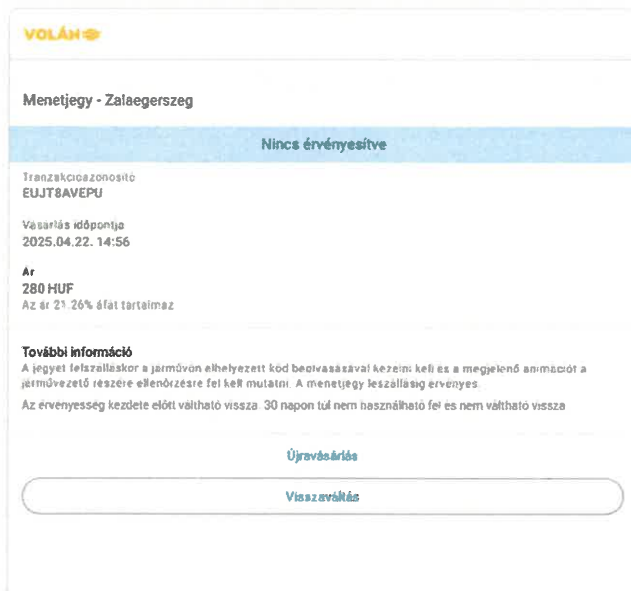 VOLÁN
Menetjegy - Zalaegerszeg
Nincs érvényesítve
Tranzakcióazonosító
EUJT8AVEPU
Vásárlás időpontja
2025.04.22. 14:56
Ár
280 HUF
Az ár 21.26% áfát tartalmaz
További információ
A jegyet felszálláskor a járművön elhelyezett kód beolvasásával kezelni kell és a megjelenő animációt a
járművezető részére ellenőrzésre fel kell mutatni. A menetjegy leszállásig érvényes.
Az érvényesség kezdete előtt váltható vissza. 30 napon túl nem használható fel és nem váltható vissza
Újravásárlás
Visszaváltás